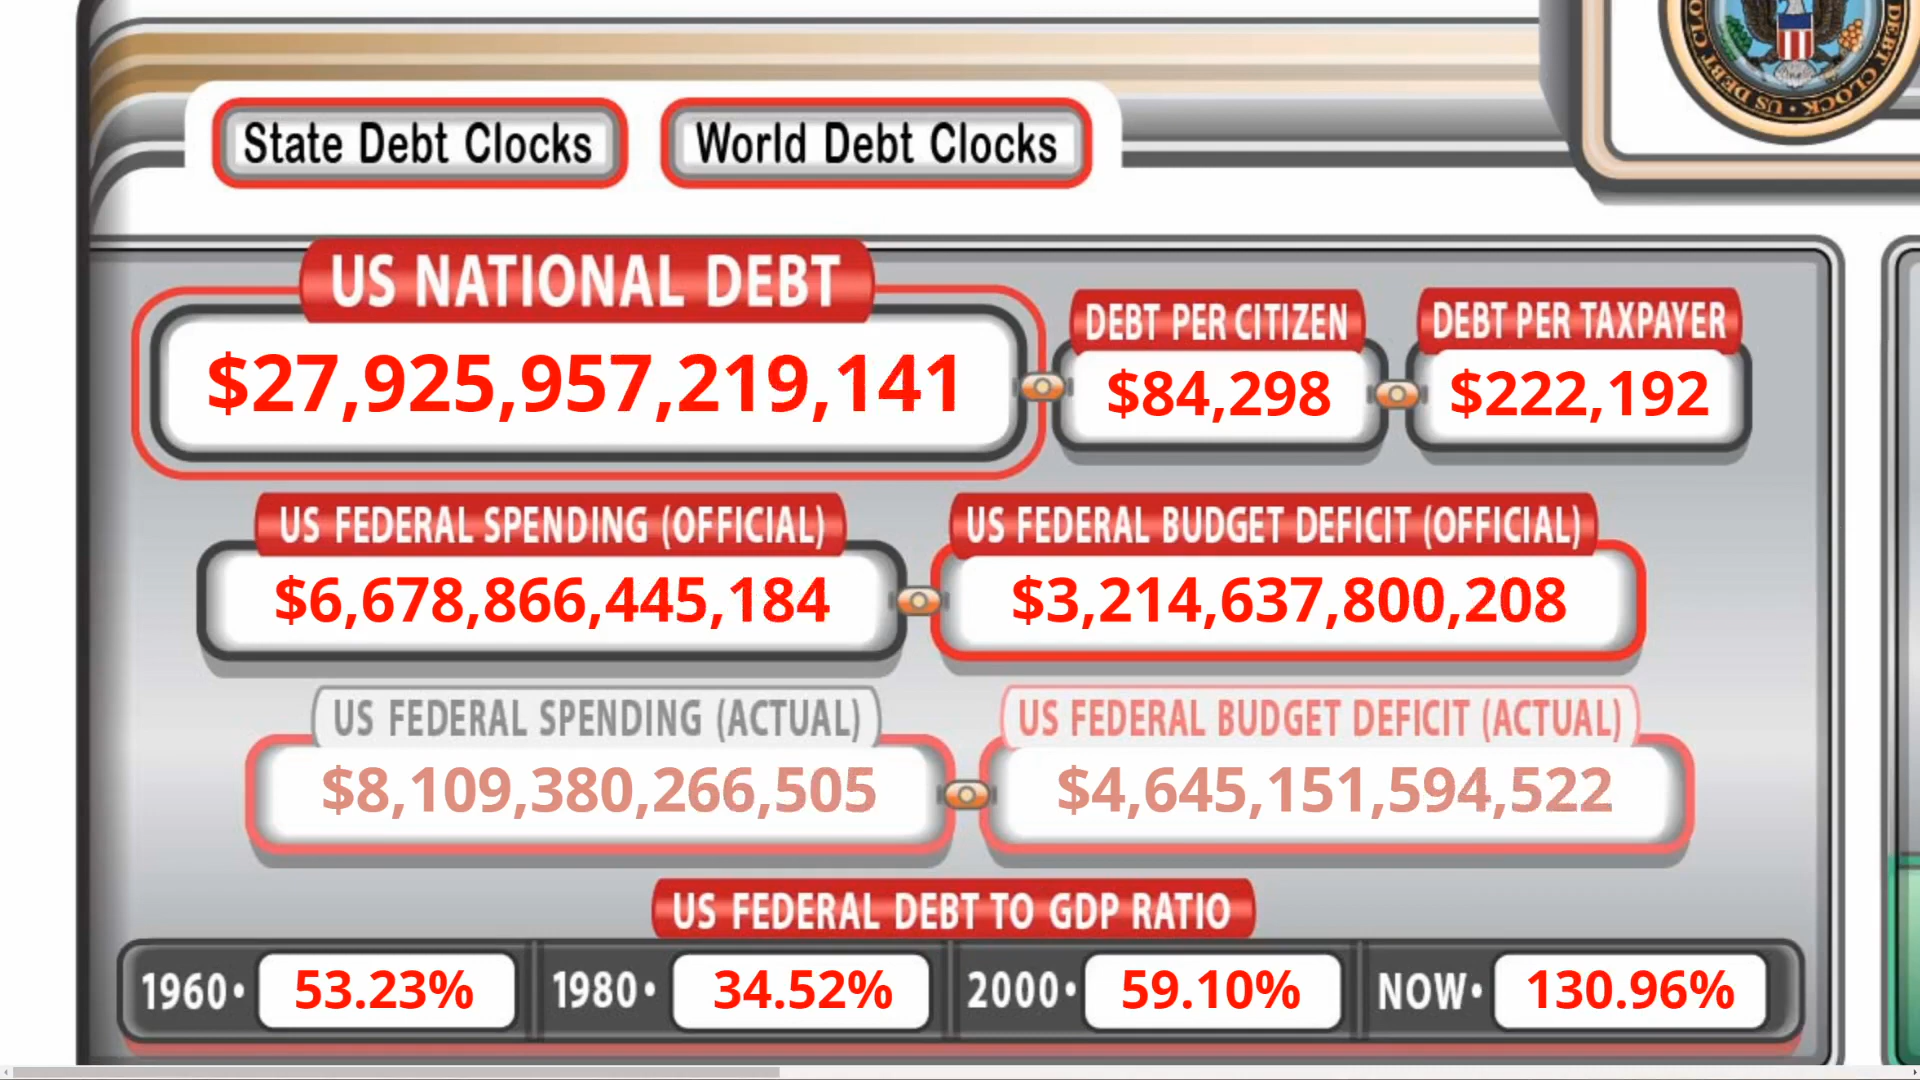 State Debt Clocks
World Debt Clocks
US DEBT CLOCK
US NATIONAL DEBT
$27,925,957,219,141
DEBT PER CITIZEN
$84,298
DEBT PER TAXPAYER
$222,192
US FEDERAL SPENDING (OFFICIAL)
$6,678,866,445,184
US FEDERAL BUDGET DEFICIT (OFFICIAL)
$3,214,637,800,208
US FEDERAL SPENDING (ACTUAL)
$8,109,380,266,505
US FEDERAL BUDGET DEFICIT (ACTUAL)
$4,645,151,594,522
US FEDERAL DEBT TO GDP RATIO
1960• 53.23% 1980• 34.52% 2000• 59.10% NOW• 130.96%